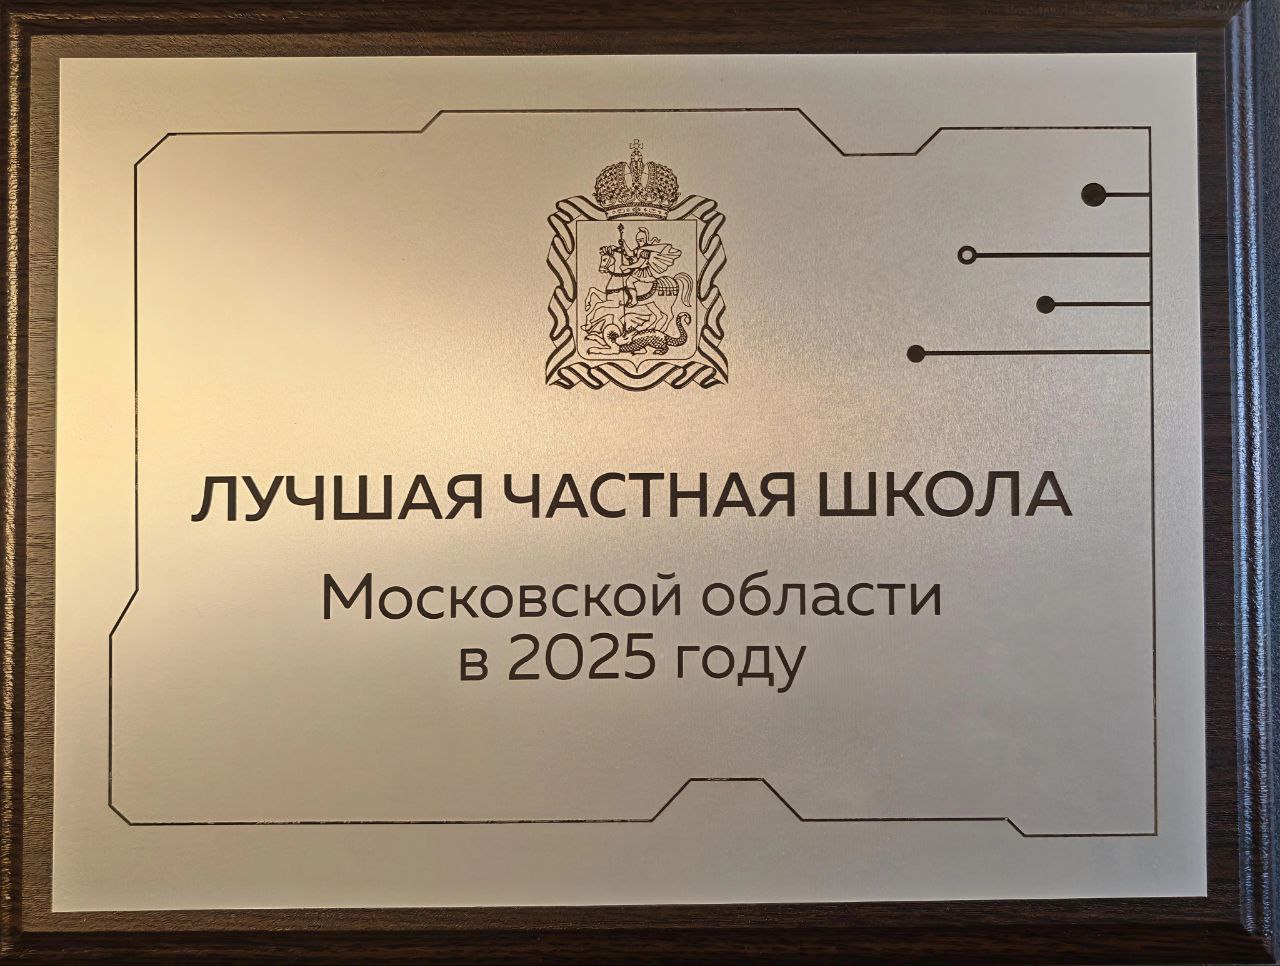 ЛУЧШАЯ ЧАСТНАЯ ШКОЛА
Московской области
в 2025 году